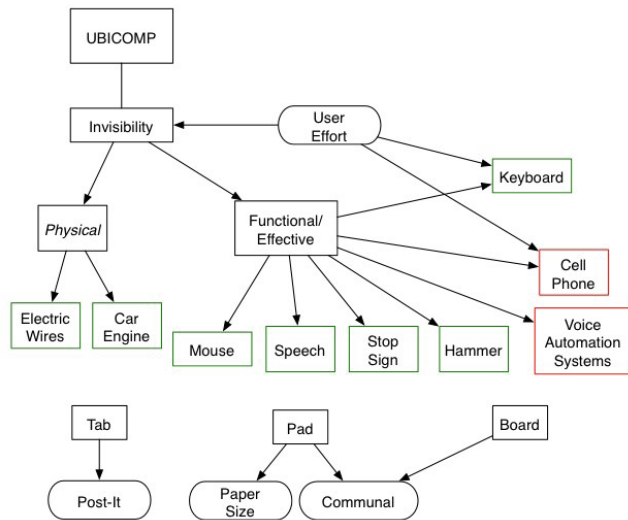 UBICOMP
Invisibility
User
Effort
Keyboard
Physical
Functional/
Effective
Cell
Phone
Electric
Wires
Car
Engine
Mouse
Speech
Stop
Sign
Hammer
Voice
Automation
Systems
Tab
Pad
Board
Post-It
Paper
Size
Communal